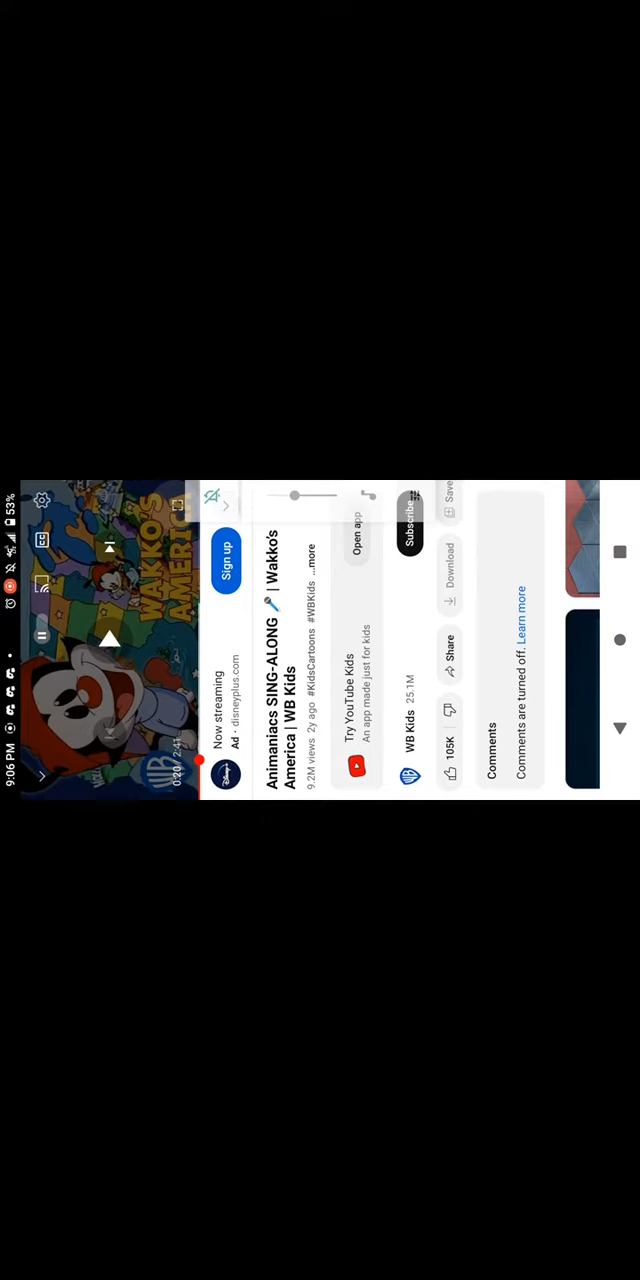 9:06 PM
53%
WAKKO'S
AMERICA
0:20 / 2:41
Now streaming
Ad · disneyplus.com
Sign up
Animaniacs SING-ALONG 🎤 | Wakko's
America | WB Kids
9.2M views 2y ago #KidsCartoons #WBKids ...more
Try YouTube Kids
An app made just for kids
Open app
WB Kids 25.1M
Subscribe
105K
Share
Download
Save
Comments
Comments are turned off. Learn more